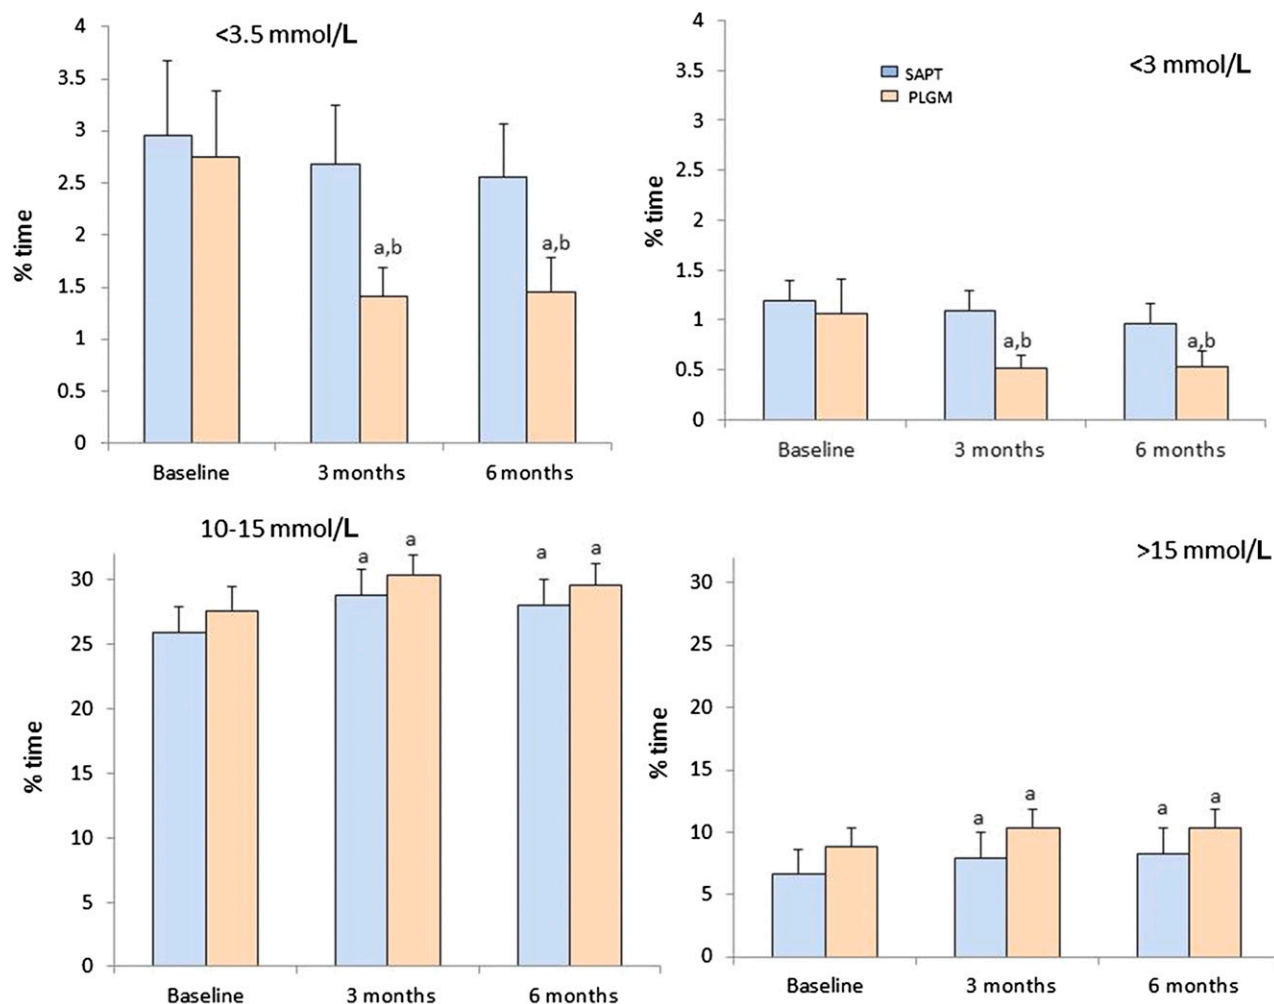 <3.5 mmol/L
4
3.5
3
2.5
2
1.5
1
0.5
0
% time
a,b
a,b
Baseline
3 months
6 months
<3 mmol/L
SAPT
PLGM
4
3.5
3
2.5
2
1.5
1
0.5
0
% time
a,b
a,b
Baseline
3 months
6 months
10-15 mmol/L
30
25
20
15
10
5
0
% time
a
a
a
a
Baseline
3 months
6 months
>15 mmol/L
30
25
20
15
10
5
0
% time
a
a
a
a
Baseline
3 months
6 months